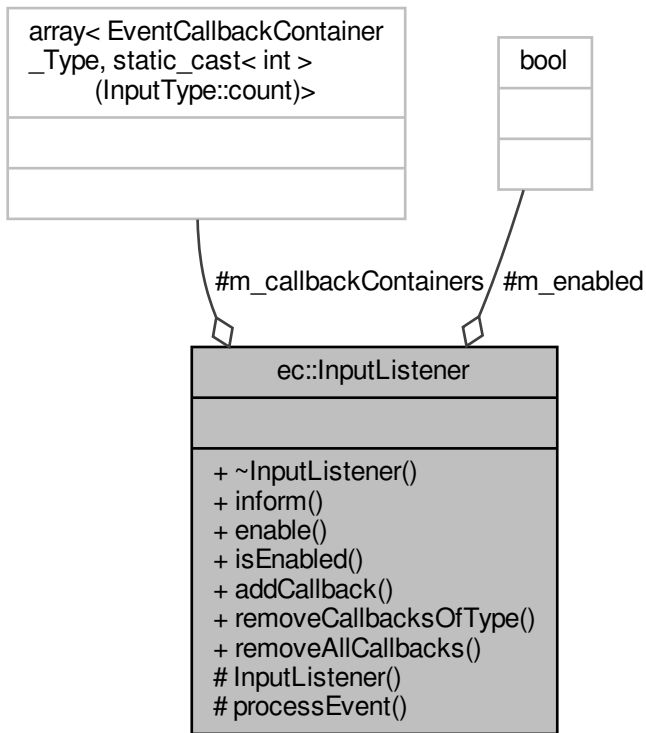 array< EventCallbackContainer
_Type, static_cast< int >
(InputType::count)>
bool
#m_callbackContainers
#m_enabled
ec::InputListener
+ ~InputListener()
+ inform()
+ enable()
+ isEnabled()
+ addCallback()
+ removeCallbacksOfType()
+ removeAllCallbacks()
# InputListener()
# processEvent()